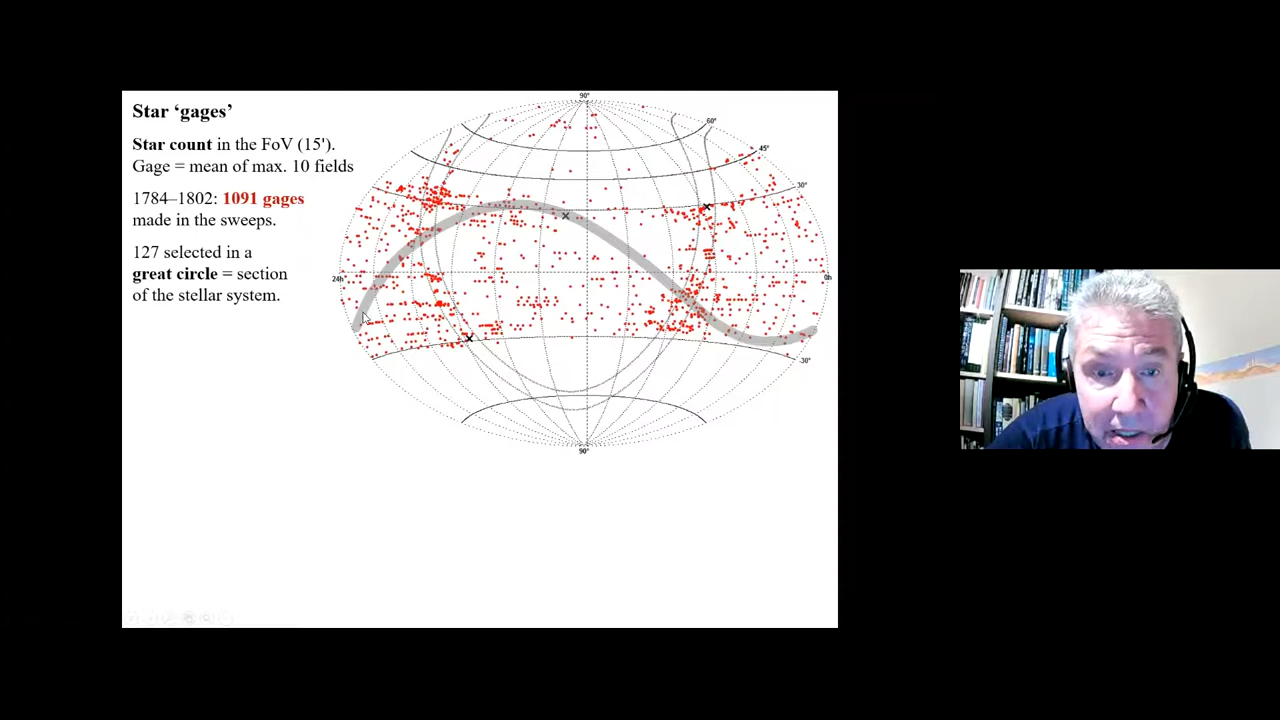 Star ‘gages’
Star count in the FoV (15').
Gage = mean of max. 10 fields
1784–1802: 1091 gages
made in the sweeps.
127 selected in a
great circle = section
of the stellar system.
90°
60°
45°
30°
24h
0h
-30°
90°